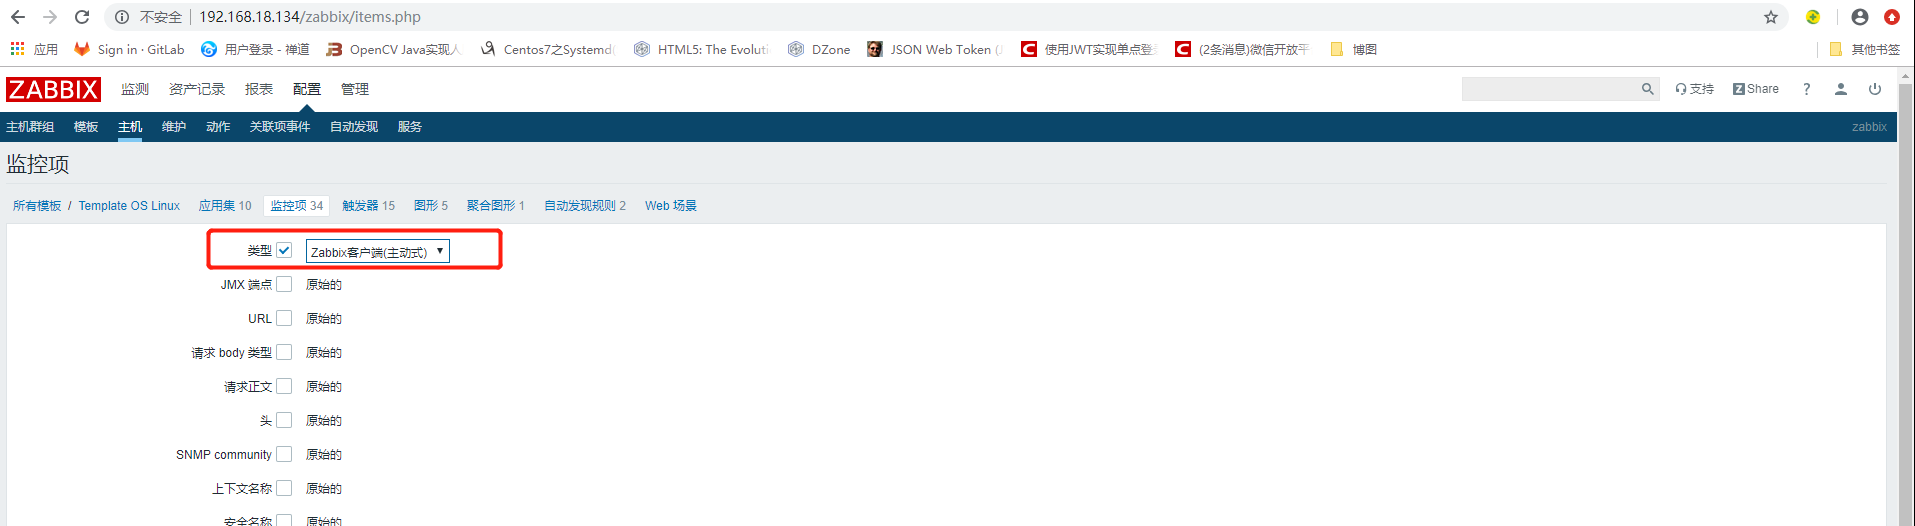 不安全 | 192.168.18.134/zabbix/items.php
应用 Sign in · GitLab 用户登录 - 禅道 OpenCV Java实现人 Centos7之Systemd( HTML5: The Evoluti DZone JSON Web Token (J 使用JWT实现单点登 (2条消息)微信开放平 博图 其他书签
ZABBIX 监测 资产记录 报表 配置 管理 支持 Z Share ?
主机群组 模板 主机 维护 动作 关联项事件 自动发现 服务 zabbix
监控项
所有模板 / Template OS Linux 应用集 10 监控项 34 触发器 15 图形 5 聚合图形 1 自动发现规则 2 Web 场景
类型 Zabbix客户端(主动式)
JMX 端点 原始的
URL 原始的
请求 body 类型 原始的
请求正文 原始的
头 原始的
SNMP community 原始的
上下文名称 原始的
安全名称 原始的